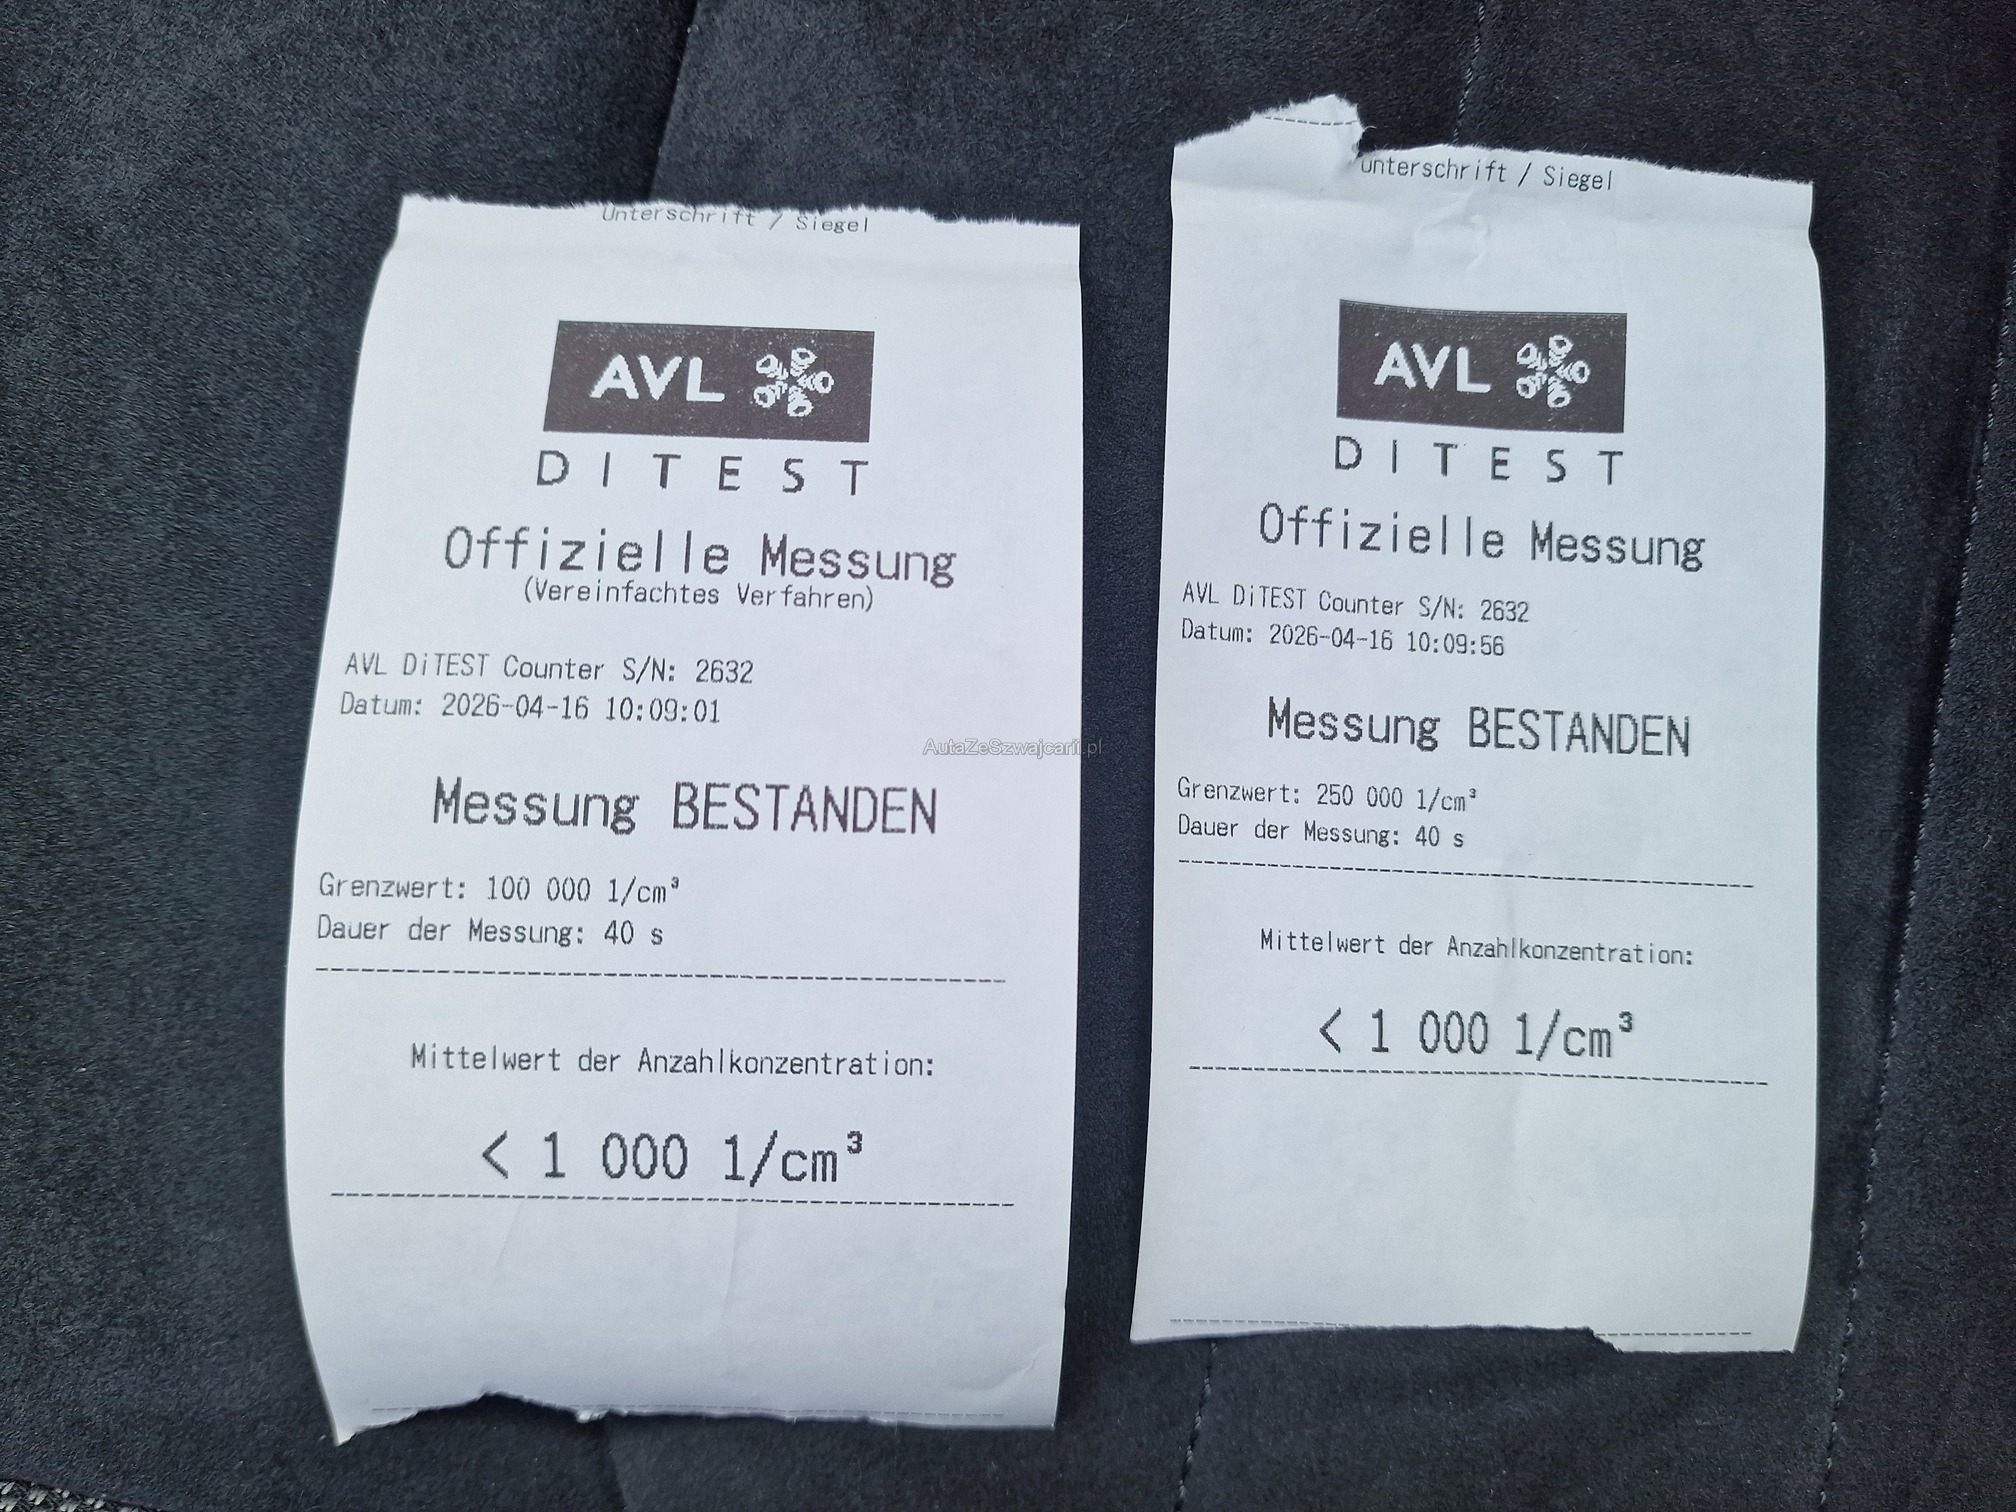 Unterschrift / Siegel
AVL
DITEST
Offizielle Messung
(Vereinfachtes Verfahren)
AVL DiTEST Counter S/N: 2632
Datum: 2026-04-16 10:09:01
Messung BESTANDEN
Grenzwert: 100 000 1/cm³
Dauer der Messung: 40 s
Mittelwert der Anzahlkonzentration:
< 1 000 1/cm³
Unterschrift / Siegel
AVL
DITEST
Offizielle Messung
AVL DiTEST Counter S/N: 2632
Datum: 2026-04-16 10:09:56
Messung BESTANDEN
Grenzwert: 250 000 1/cm³
Dauer der Messung: 40 s
Mittelwert der Anzahlkonzentration:
< 1 000 1/cm³
AutaZeSzwajcarii.pl